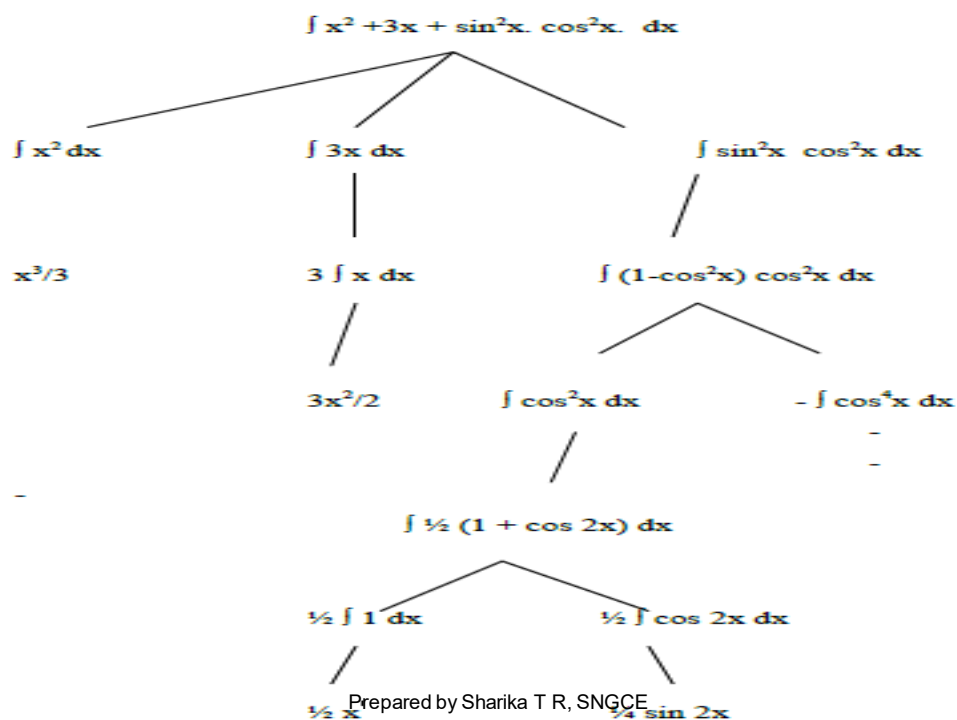 ∫ x² +3x + sin²x. cos²x. dx
∫ x² dx ∫ 3x dx ∫ sin²x cos²x dx
x³/3 3 ∫ x dx ∫ (1-cos²x) cos²x dx
3x²/2 ∫ cos²x dx - ∫ cos⁴x dx
-
-
-
∫ ½ (1 + cos 2x) dx
½ ∫ 1 dx ½ ∫ cos 2x dx
½ x ¼ sin 2x
Prepared by Sharika T R, SNGCE